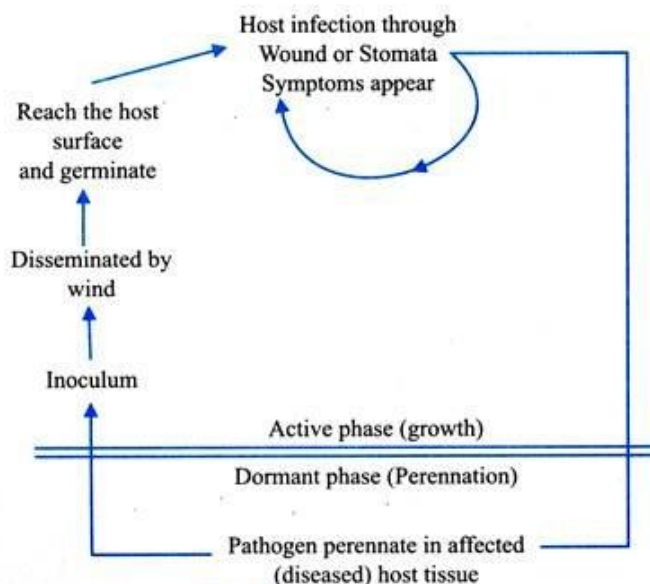 Host infection through
Wound or Stomata
Symptoms appear
Reach the host
surface
and germinate
Disseminated by
wind
Inoculum
Active phase (growth)
Dormant phase (Perennation)
Pathogen perennate in affected
(diseased) host tissue